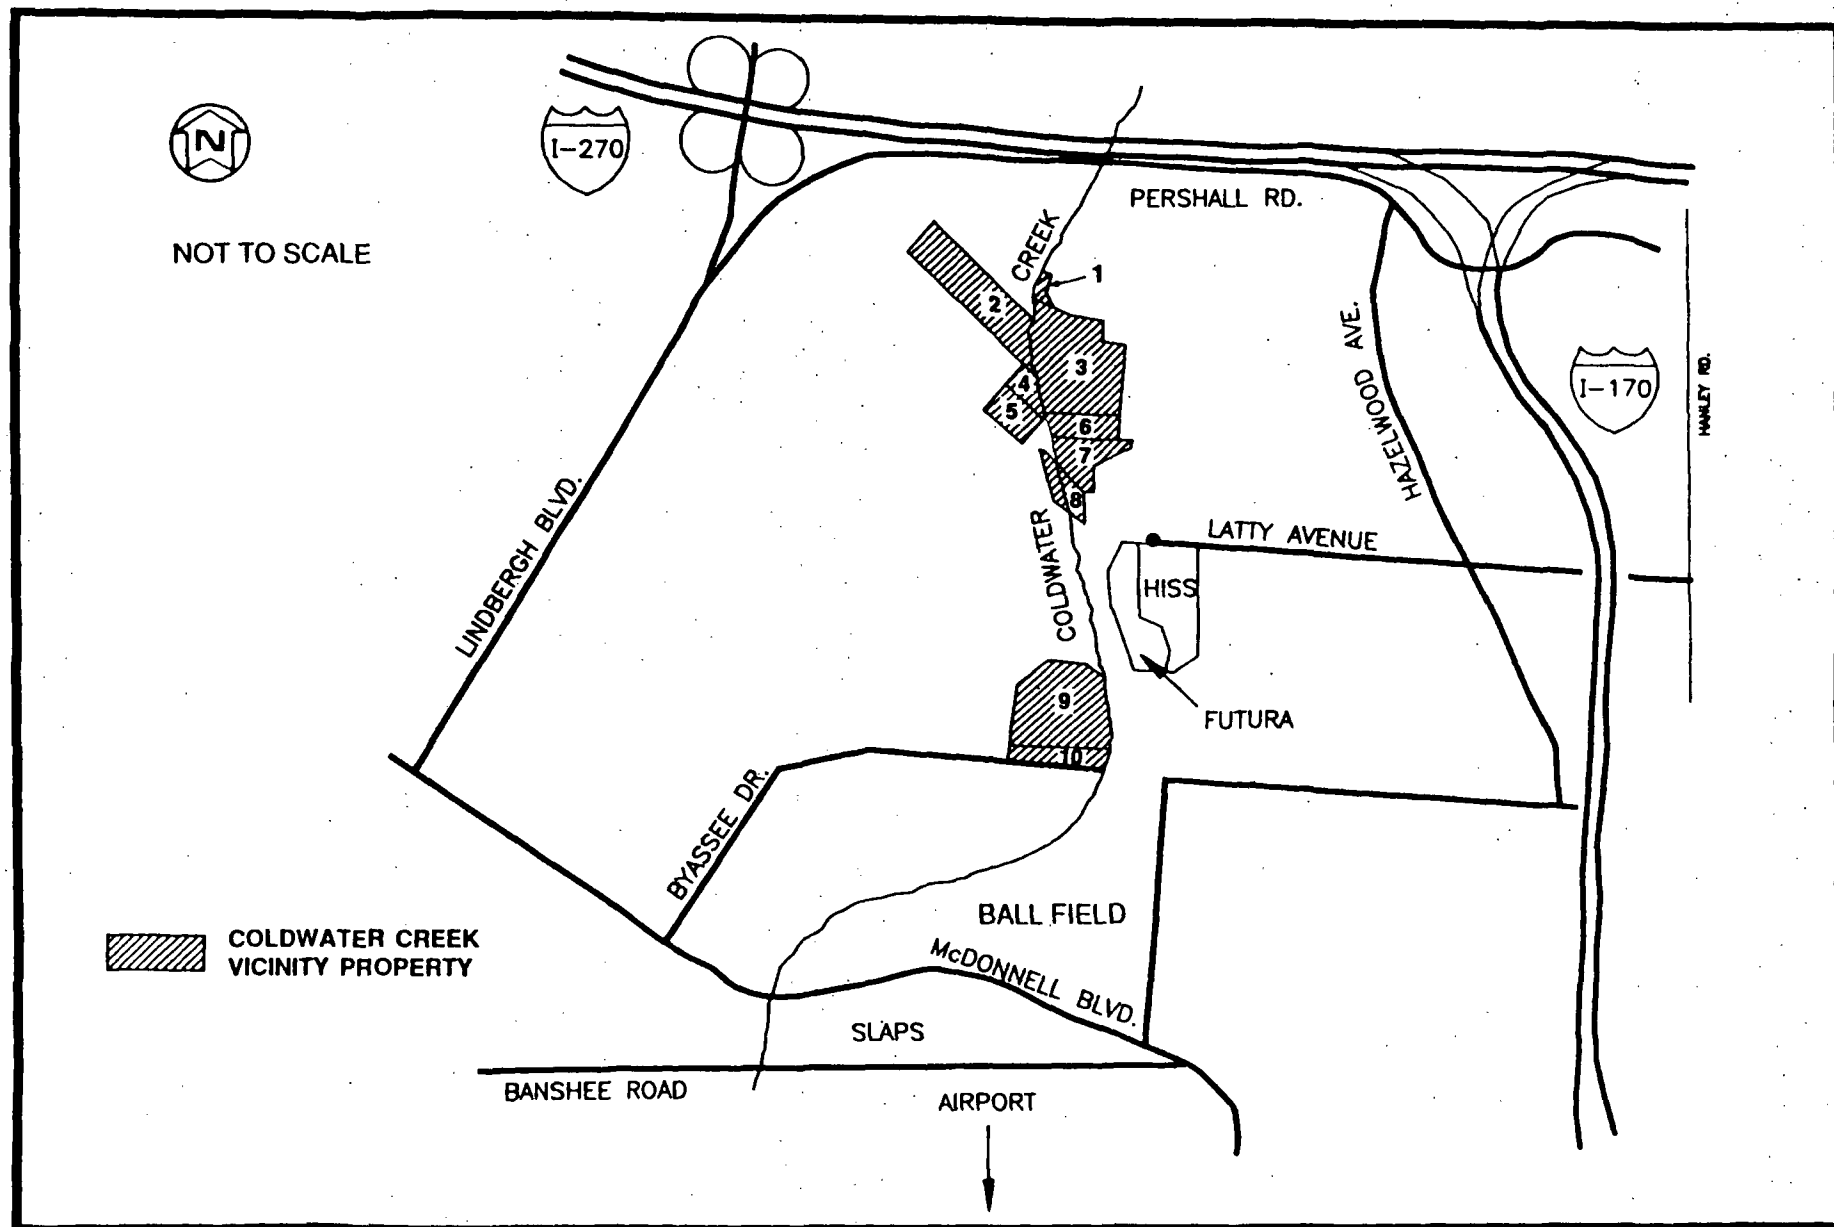 N
I-270
NOT TO SCALE
PERSHALL RD.
CREEK
1
2
3
4
5
6
7
8
HAZELWOOD AVE.
I-170
HANLEY RD.
LINDBERGH BLVD.
COLDWATER
LATTY AVENUE
HISS
FUTURA
9
10
BYASSEE DR.
BALL FIELD
McDONNELL BLVD.
COLDWATER CREEK
VICINITY PROPERTY
SLAPS
BANSHEE ROAD
AIRPORT